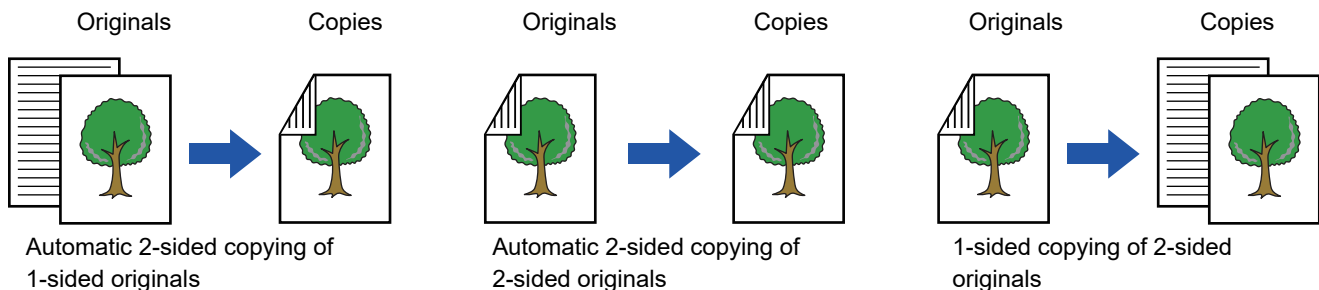 Originals
Copies
Automatic 2-sided copying of
1-sided originals
Originals
Copies
Automatic 2-sided copying of
2-sided originals
Originals
Copies
1-sided copying of 2-sided
originals